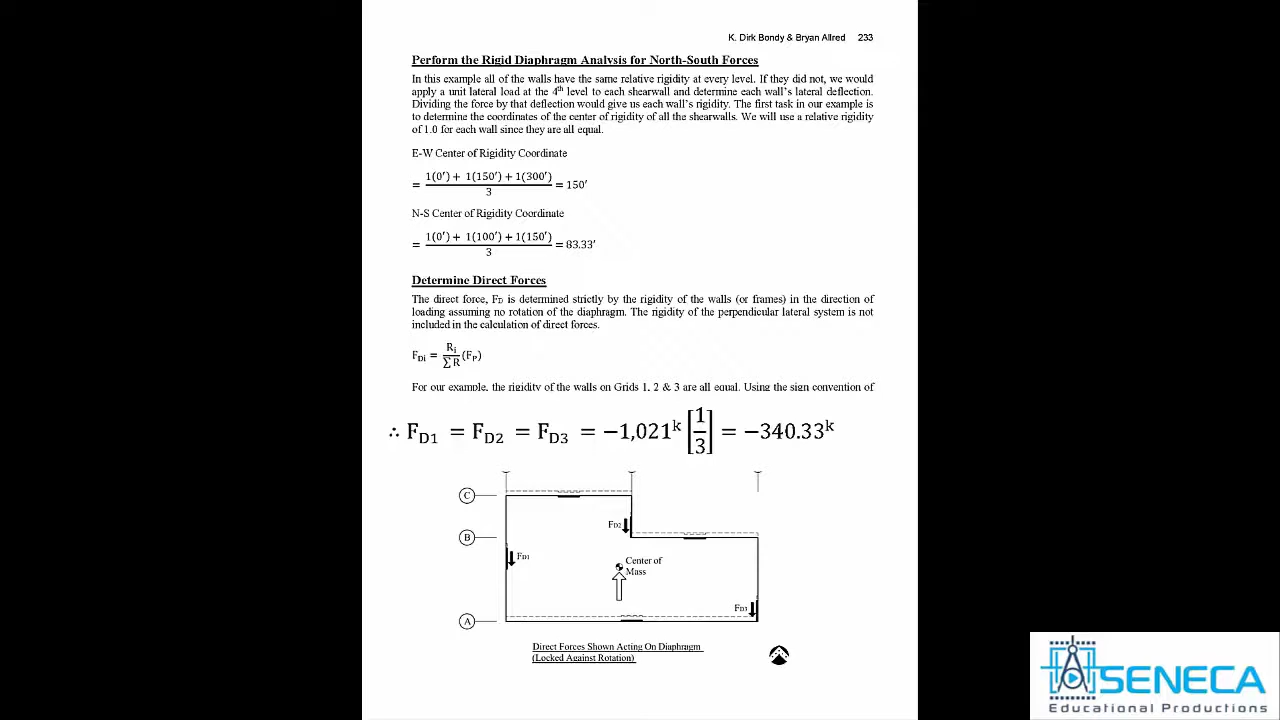 K. Dirk Bondy & Bryan Allred 233
Perform the Rigid Diaphragm Analysis for North-South Forces
In this example all of the walls have the same relative rigidity at every level. If they did not, we would
apply a unit lateral load at the 4th level to each shearwall and determine each wall's lateral deflection.
Dividing the force by that deflection would give us each wall's rigidity. The first task in our example is
to determine the coordinates of the center of rigidity of all the shearwalls. We will use a relative rigidity
of 1.0 for each wall since they are all equal.
E-W Center of Rigidity Coordinate
= 1(0′) + 1(150′) + 1(300′) / 3 = 150′
N-S Center of Rigidity Coordinate
= 1(0′) + 1(100′) + 1(150′) / 3 = 83.33′
Determine Direct Forces
The direct force, FD is determined strictly by the rigidity of the walls (or frames) in the direction of
loading assuming no rotation of the diaphragm. The rigidity of the perpendicular lateral system is not
included in the calculation of direct forces.
FDi = Ri / ∑R (FP)
For our example, the rigidity of the walls on Grids 1, 2 & 3 are all equal. Using the sign convention of
∴ FD1 = FD2 = FD3 = −1,021k [1/3] = −340.33k
C
FD2
B
FD1
Center of
Mass
FD3
A
Direct Forces Shown Acting On Diaphragm
(Locked Against Rotation)
SENECA
Educational Productions